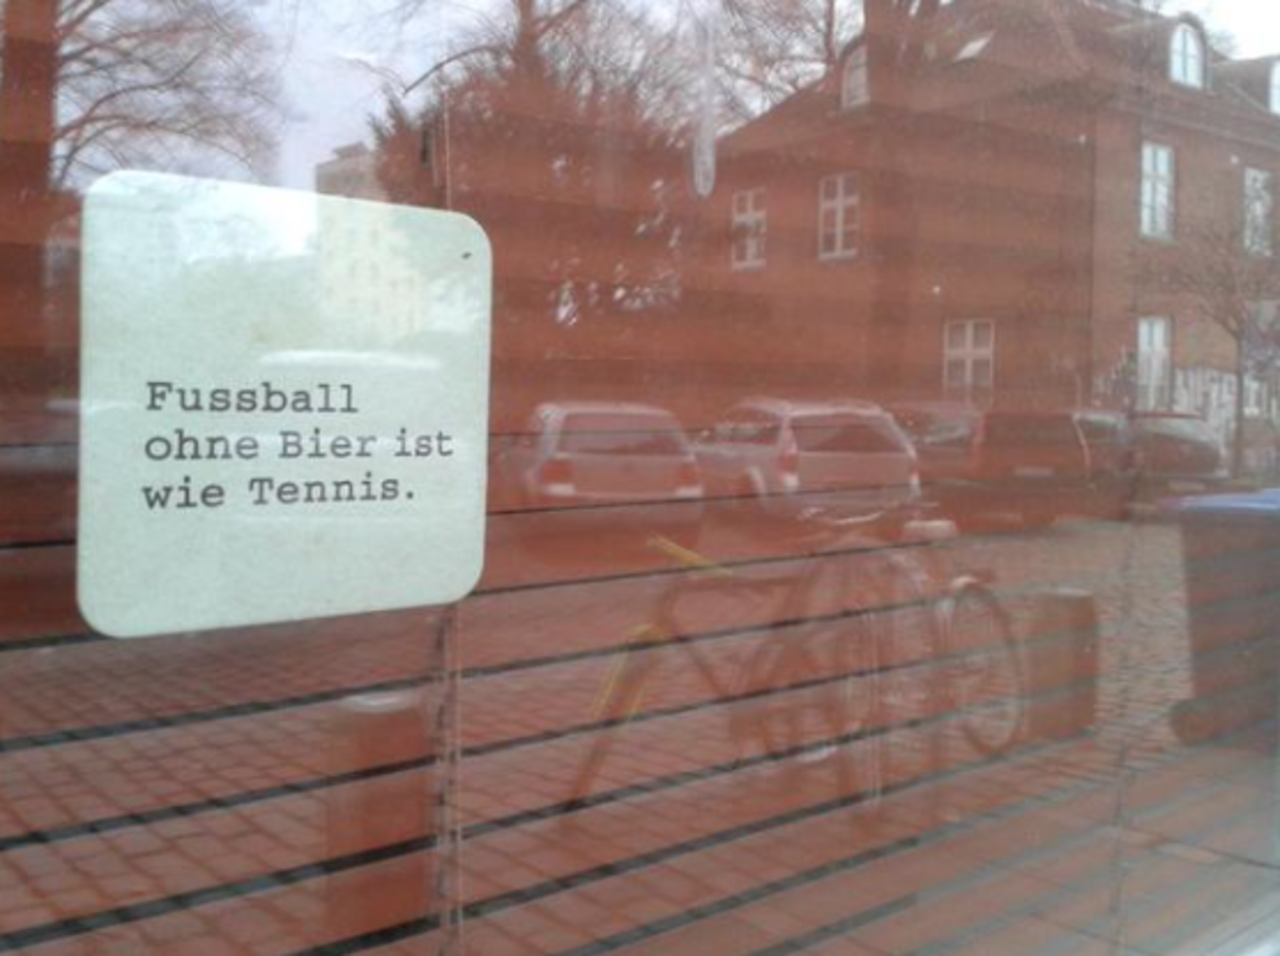 Fussball
ohne Bier ist
wie Tennis.